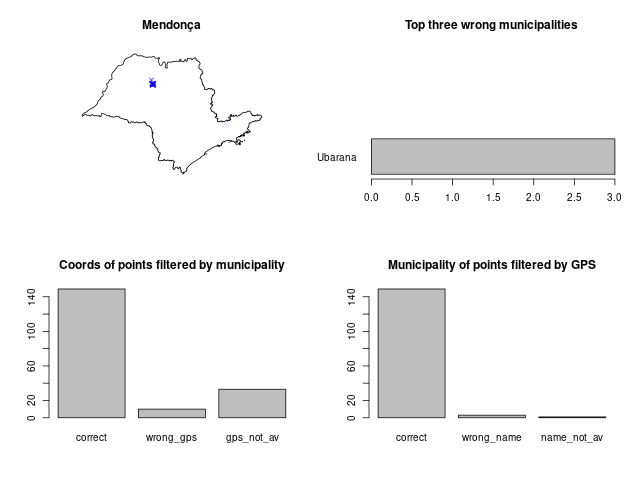 Mendonça
Top three wrong municipalities
Ubarana
0.0 0.5 1.0 1.5 2.0 2.5 3.0
Coords of points filtered by municipality
0 20 60 100 140
correct wrong_gps gps_not_av
Municipality of points filtered by GPS
0 20 60 100 140
correct wrong_name name_not_av